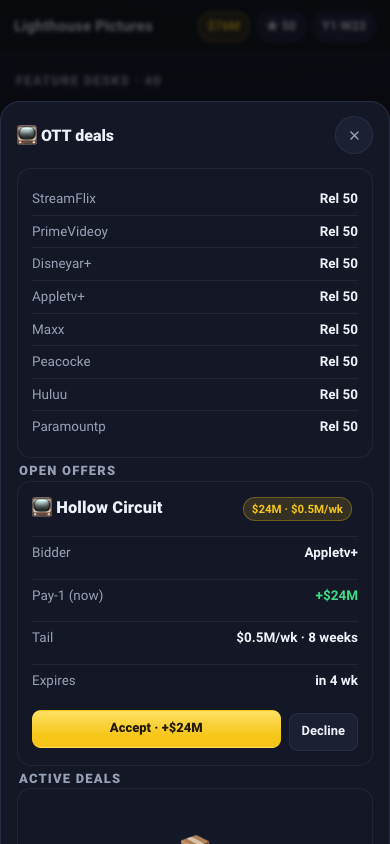 Lighthouse Pictures
$76M
★ 50
Y1·W23
FEATURE DESKS · 40
OTT deals
×
StreamFlix Rel 50
PrimeVideoy Rel 50
Disneyar+ Rel 50
Appletv+ Rel 50
Maxx Rel 50
Peacocke Rel 50
Huluu Rel 50
Paramountp Rel 50
OPEN OFFERS
Hollow Circuit
$24M · $0.5M/wk
Bidder Appletv+
Pay-1 (now) +$24M
Tail $0.5M/wk · 8 weeks
Expires in 4 wk
Accept · +$24M
Decline
ACTIVE DEALS